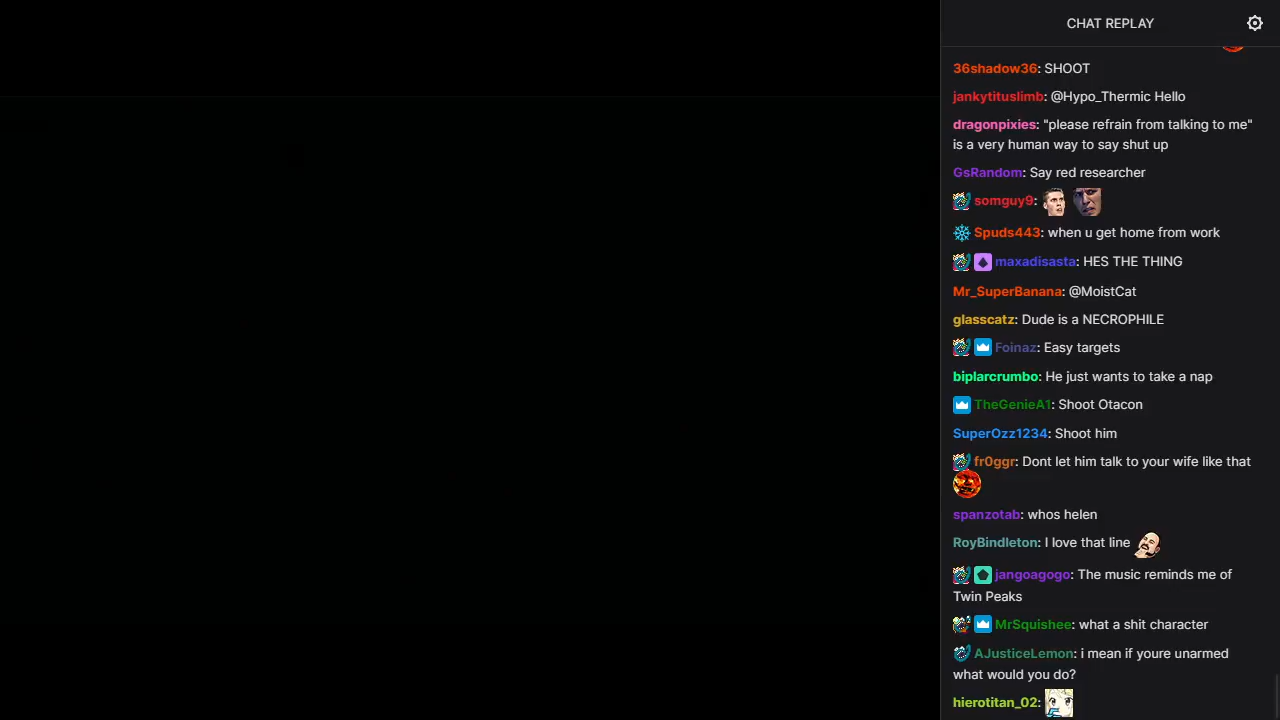 CHAT REPLAY
36shadow36: SHOOT
jankytituslimb: @Hypo_Thermic Hello
dragonpixies: "please refrain from talking to me"
is a very human way to say shut up
GsRandom: Say red researcher
somguy9:
Spuds443: when u get home from work
maxadisasta: HES THE THING
Mr_SuperBanana: @MoistCat
glasscatz: Dude is a NECROPHILE
Foinaz: Easy targets
biplarcrumbo: He just wants to take a nap
TheGenieA1: Shoot Otacon
SuperOzz1234: Shoot him
fr0ggr: Dont let him talk to your wife like that
spanzotab: whos helen
RoyBindleton: I love that line
jangoagogo: The music reminds me of
Twin Peaks
MrSquishee: what a shit character
AJusticeLemon: i mean if youre unarmed
what would you do?
hierotitan_02: